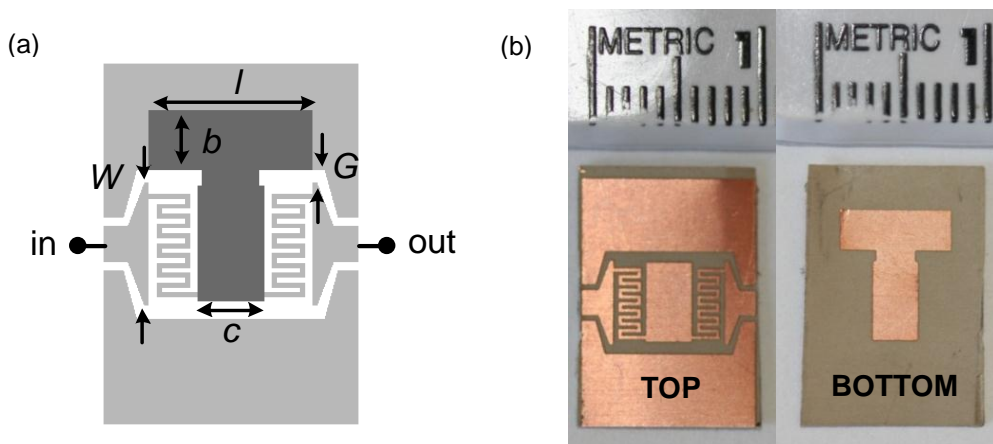 (a)
l
b
W
G
in
out
c
(b)
METRIC 1
METRIC 1
TOP
BOTTOM